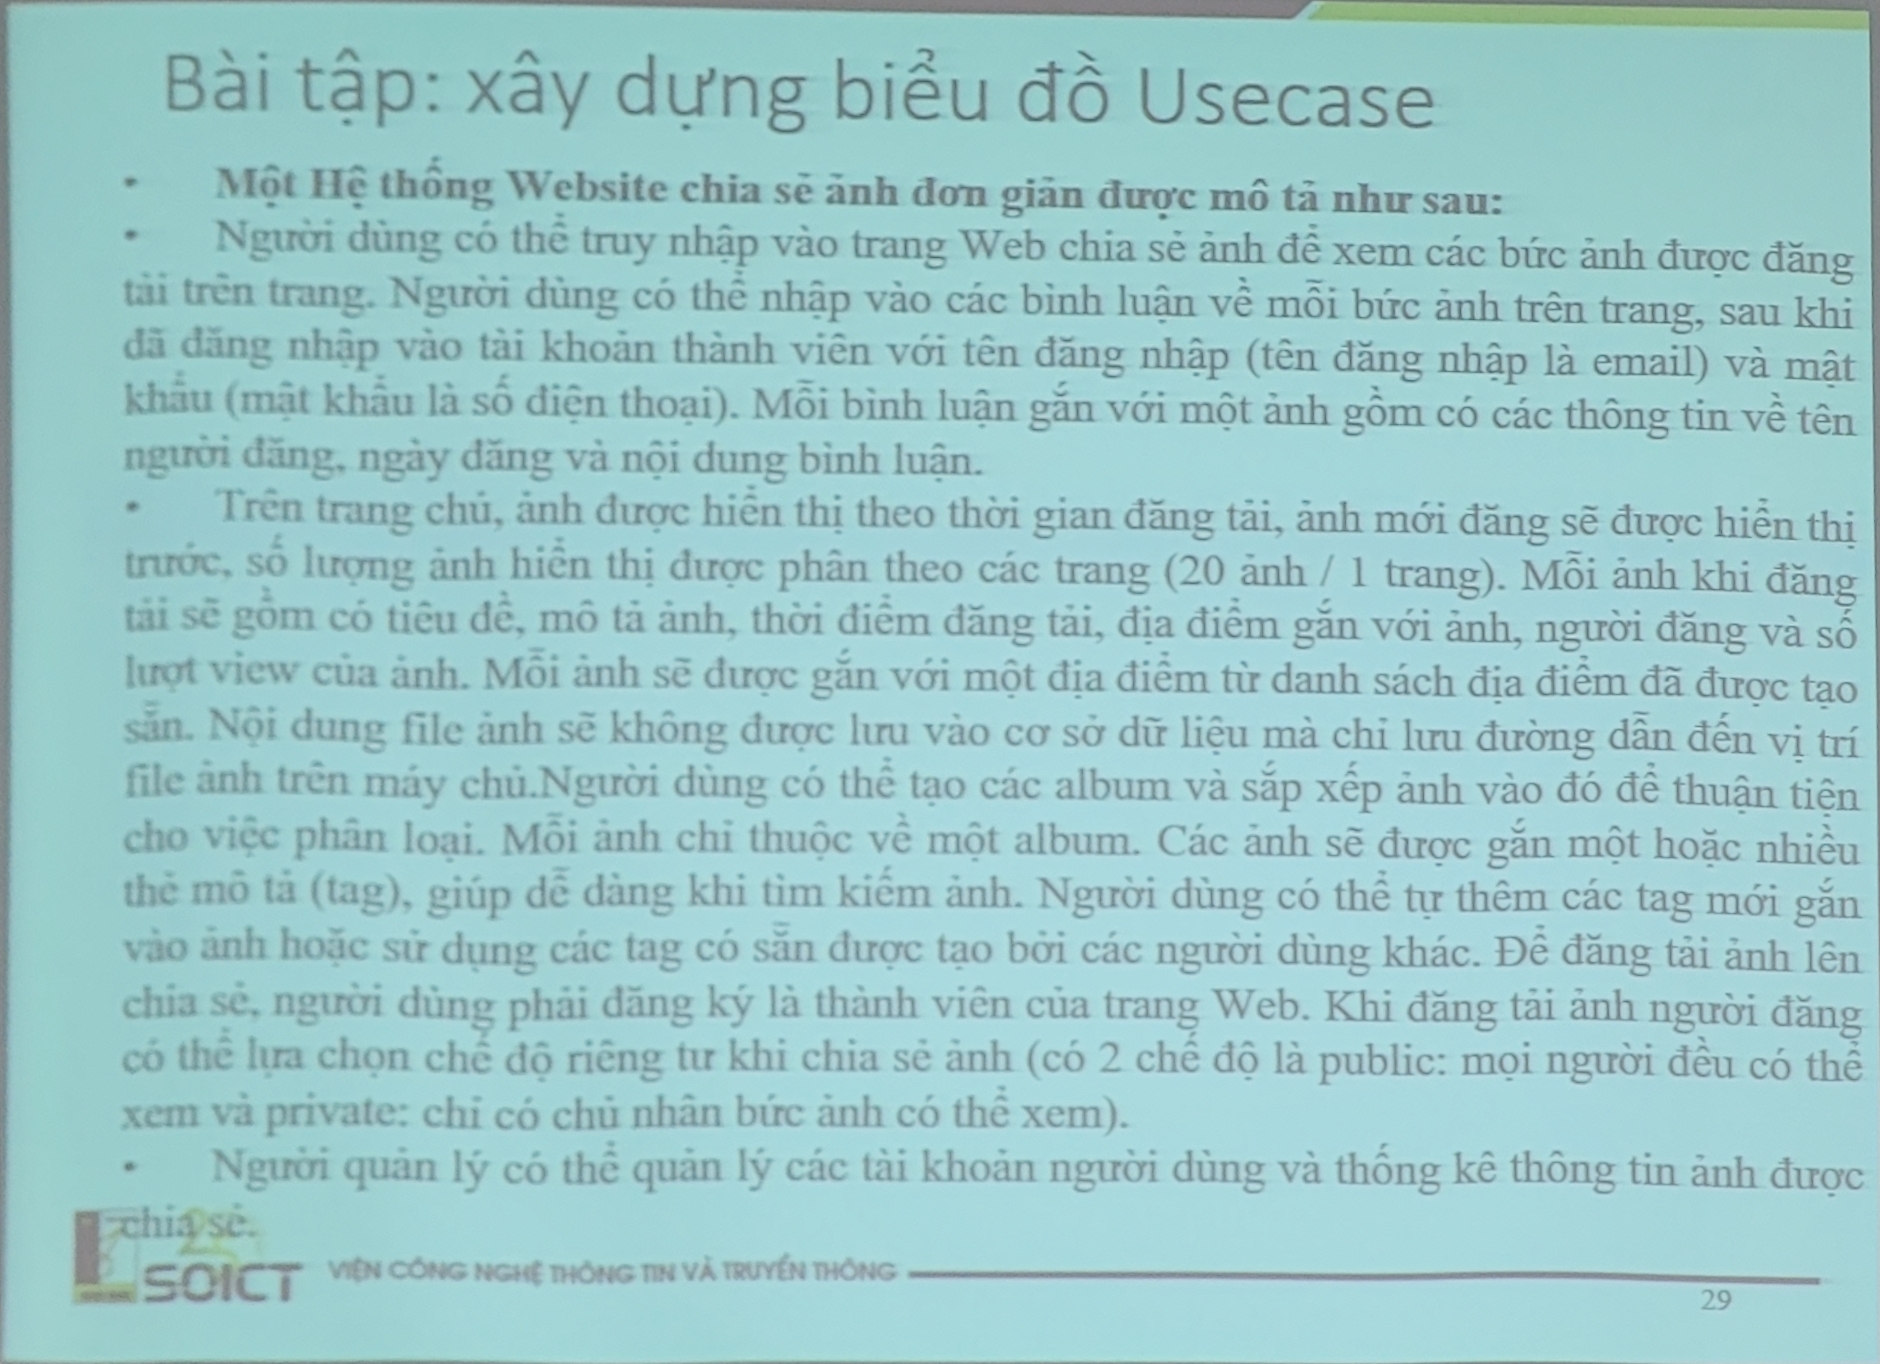 Bài tập: xây dựng biểu đồ Usecase
• Một Hệ thống Website chia sẻ ảnh đơn giản được mô tả như sau:
• Người dùng có thể truy nhập vào trang Web chia sẻ ảnh để xem các bức ảnh được đăng
tải trên trang. Người dùng có thể nhập vào các bình luận về mỗi bức ảnh trên trang, sau khi
đã đăng nhập vào tài khoản thành viên với tên đăng nhập (tên đăng nhập là email) và mật
khẩu (mật khẩu là số điện thoại). Mỗi bình luận gắn với một ảnh gồm có các thông tin về tên
người đăng, ngày đăng và nội dung bình luận.
• Trên trang chủ, ảnh được hiển thị theo thời gian đăng tải, ảnh mới đăng sẽ được hiển thị
trước, số lượng ảnh hiển thị được phân theo các trang (20 ảnh / 1 trang). Mỗi ảnh khi đăng
tải sẽ gồm có tiêu đề, mô tả ảnh, thời điểm đăng tải, địa điểm gắn với ảnh, người đăng và số
lượt view của ảnh. Mỗi ảnh sẽ được gắn với một địa điểm từ danh sách địa điểm đã được tạo
sẵn. Nội dung file ảnh sẽ không được lưu vào cơ sở dữ liệu mà chỉ lưu đường dẫn đến vị trí
file ảnh trên máy chủ.Người dùng có thể tạo các album và sắp xếp ảnh vào đó để thuận tiện
cho việc phân loại. Mỗi ảnh chỉ thuộc về một album. Các ảnh sẽ được gắn một hoặc nhiều
thẻ mô tả (tag), giúp dễ dàng khi tìm kiếm ảnh. Người dùng có thể tự thêm các tag mới gắn
vào ảnh hoặc sử dụng các tag có sẵn được tạo bởi các người dùng khác. Để đăng tải ảnh lên
chia sẻ, người dùng phải đăng ký là thành viên của trang Web. Khi đăng tải ảnh người đăng
có thể lựa chọn chế độ riêng tư khi chia sẻ ảnh (có 2 chế độ là public: mọi người đều có thể
xem và private: chỉ có chủ nhân bức ảnh có thể xem).
• Người quản lý có thể quản lý các tài khoản người dùng và thống kê thông tin ảnh được
chia sẻ.
SOICT VIỆN CÔNG NGHỆ THÔNG TIN VÀ TRUYỀN THÔNG
29